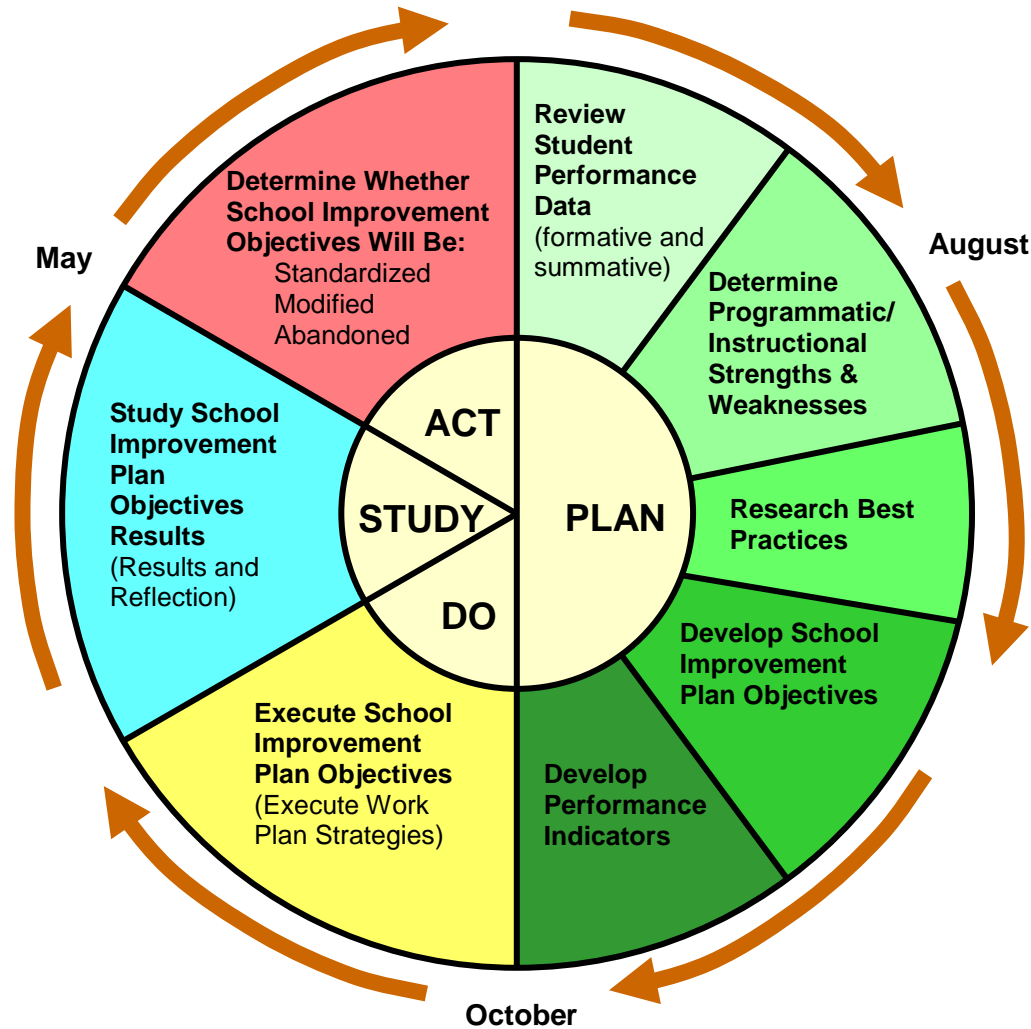 Review
Student
Performance
Data
(formative and
summative)
August
Determine
Programmatic/
Instructional
Strengths &
Weaknesses
Research Best
Practices
Develop School
Improvement
Plan Objectives
Develop
Performance
Indicators
October
Execute School
Improvement
Plan Objectives
(Execute Work
Plan Strategies)
Study School
Improvement
Plan
Objectives
Results
(Results and
Reflection)
May
Determine Whether
School Improvement
Objectives Will Be:
Standardized
Modified
Abandoned
PLAN
DO
STUDY
ACT